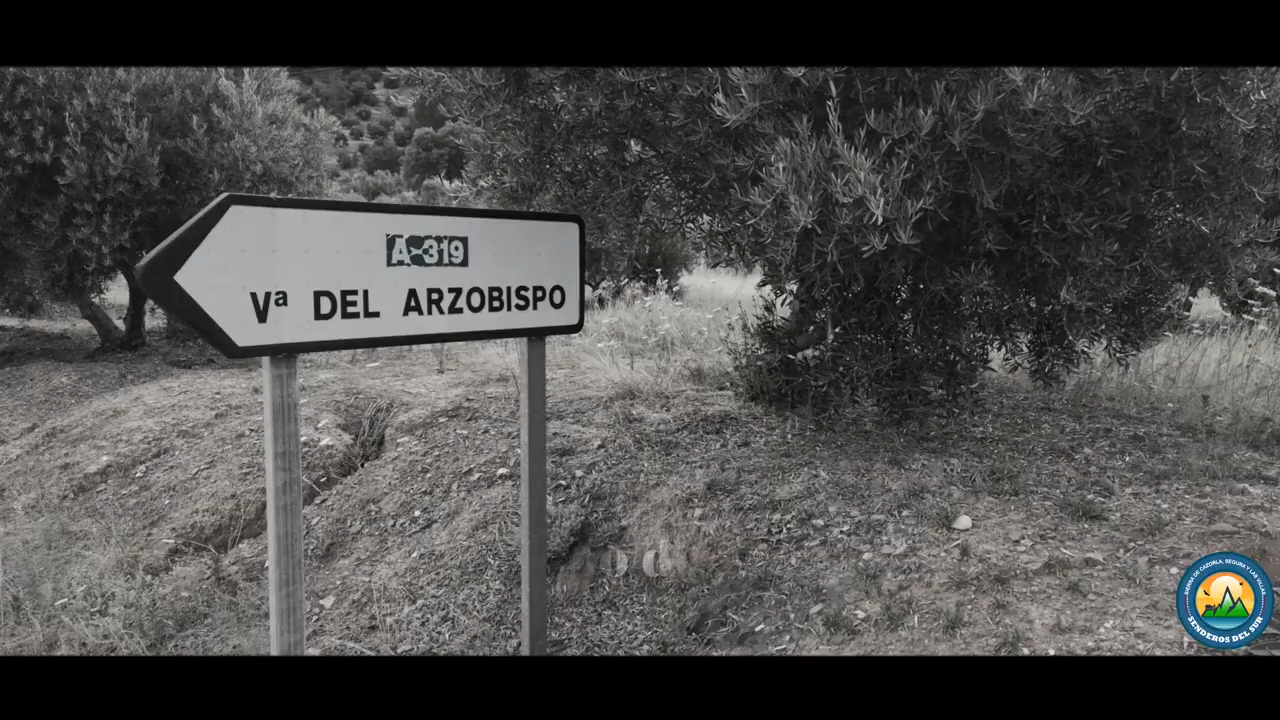 A-319
Vª DEL ARZOBISPO
SIERRA DE CAZORLA, SEGURA Y LAS VILLAS
SENDEROS DEL SUR